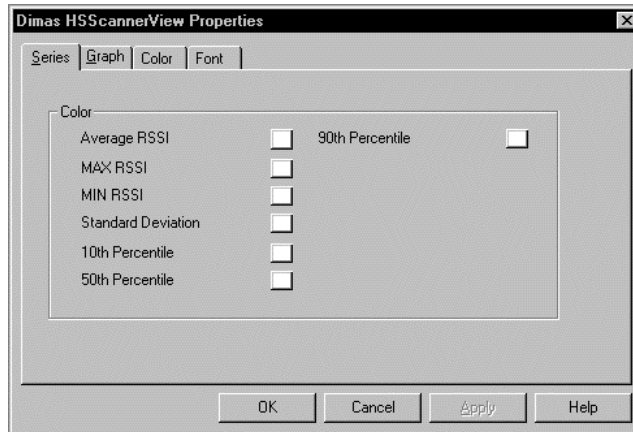 Dimas HSScannerView Properties
Series Graph Color Font
Color
Average RSSI 90th Percentile
MAX RSSI
MIN RSSI
Standard Deviation
10th Percentile
50th Percentile
OK Cancel Apply Help